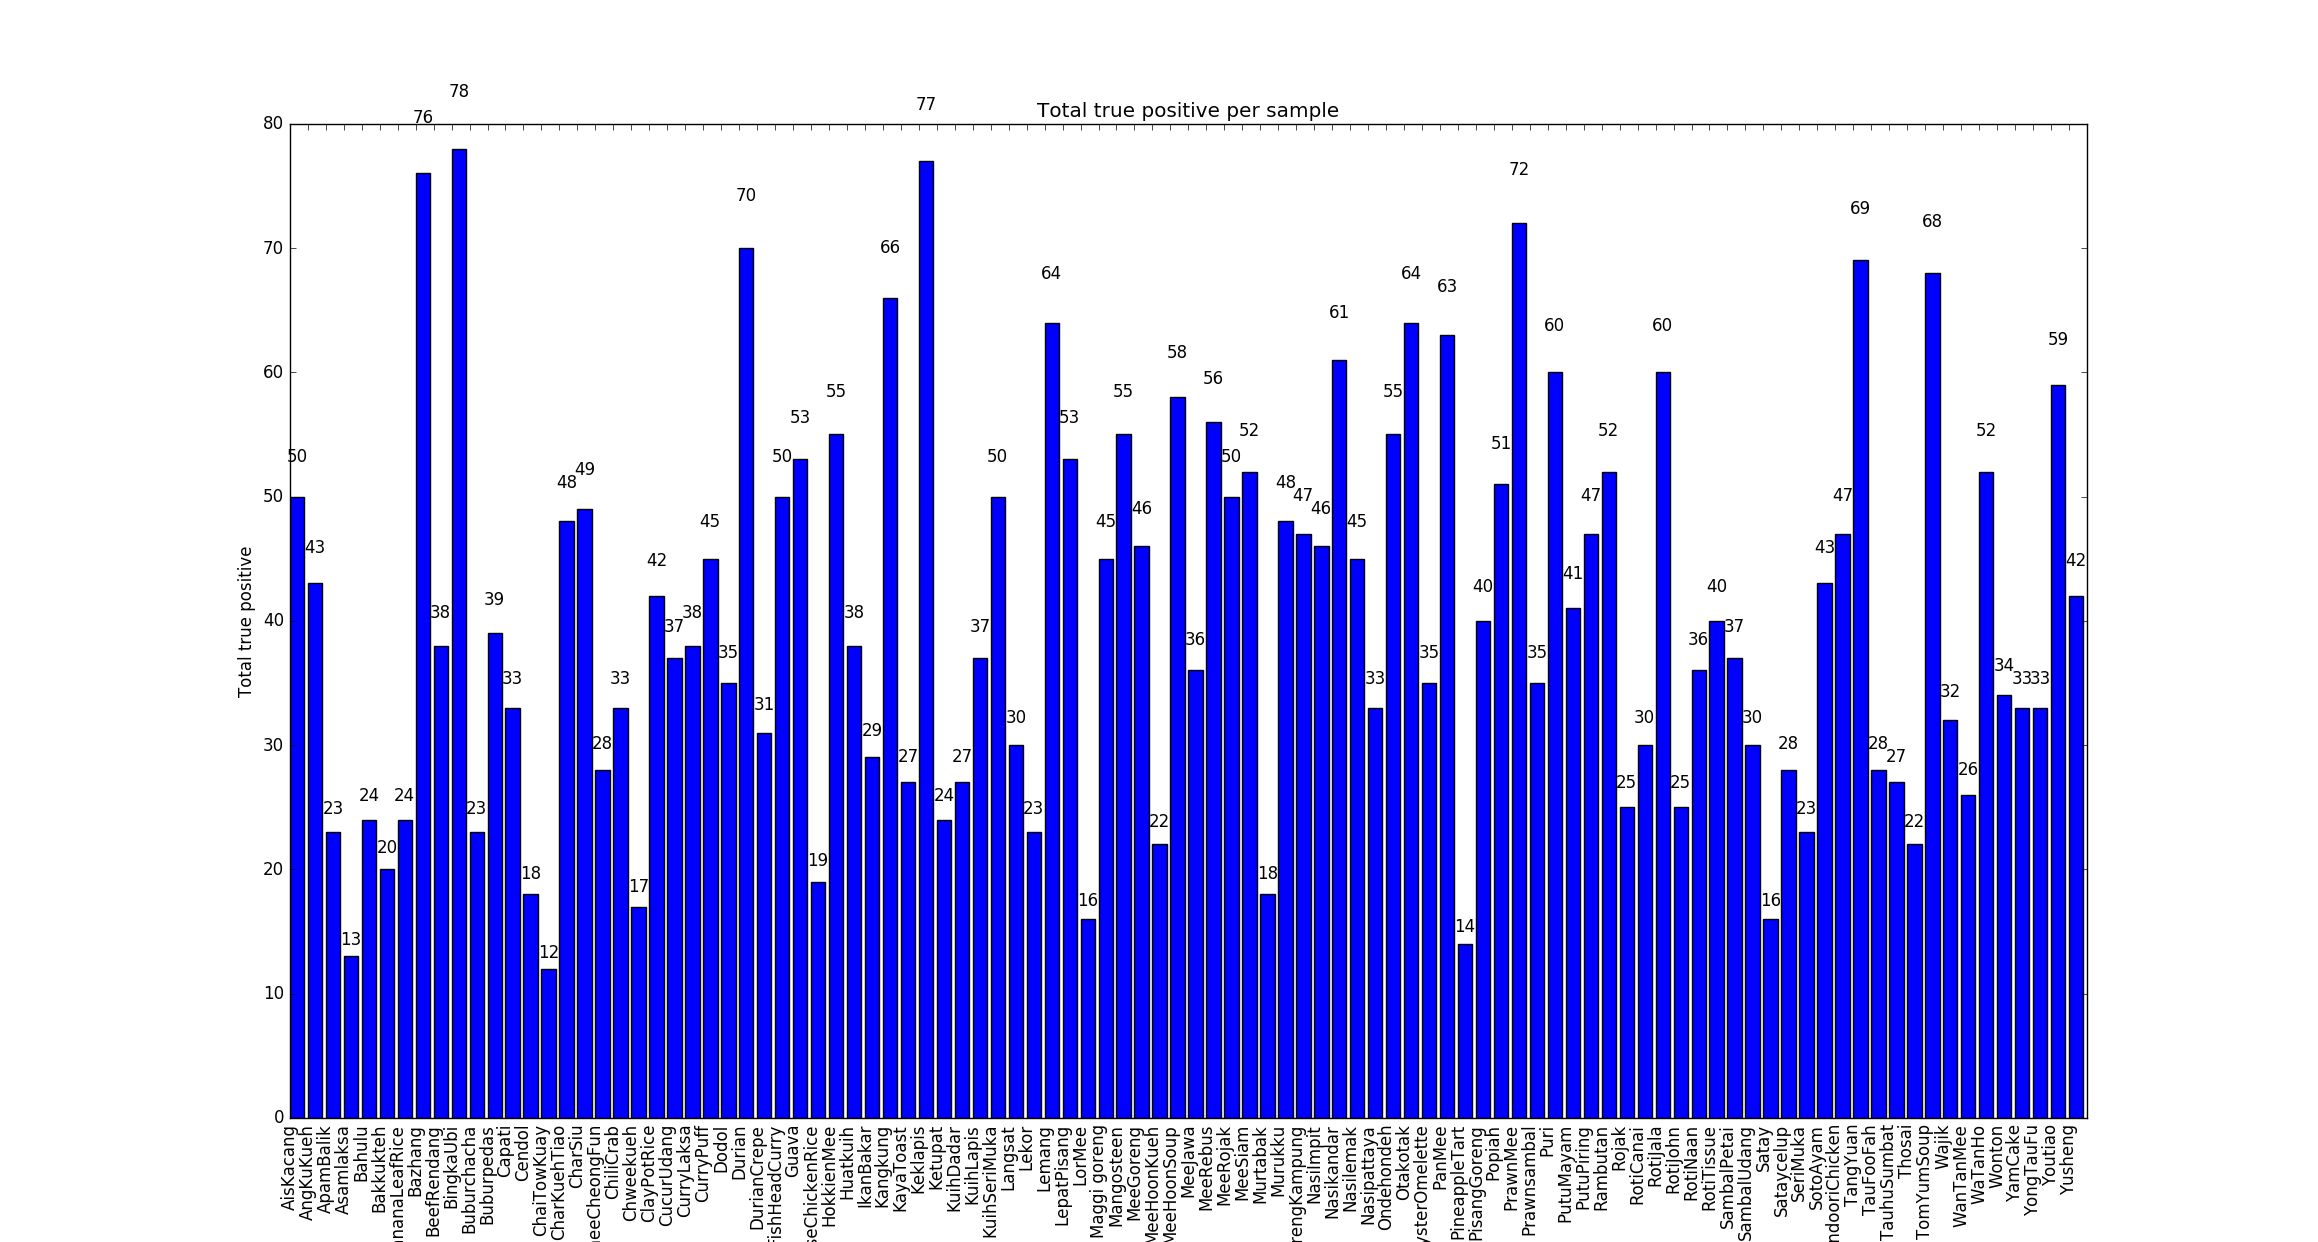 Total true positive per sample
Total true positive
80
70
60
50
40
30
20
10
0
50
43
23
13
24
20
24
76
38
78
23
39
33
18
12
48
49
28
33
17
42
37
38
45
35
70
31
50
53
19
55
38
29
66
27
77
24
27
37
50
30
23
64
53
16
45
55
46
22
58
36
56
50
52
18
48
47
46
61
45
33
55
64
35
63
14
40
51
72
35
60
41
47
52
25
30
60
25
36
40
37
30
16
28
23
43
47
69
28
27
22
68
32
26
52
34
33
33
59
42
AisKacang
AngKuKueh
ApamBalik
Asamlaksa
Bahulu
Bakkukteh
nanaLeafRice
Bazhang
BeefRendang
BingkaUbi
Buburchacha
Buburpedas
Capati
Cendol
ChaiTowKuay
CharKuehTiao
CharSiu
eeCheongFun
ChiliCrab
Chweekueh
ClayPotRice
CucurUdang
CurryLaksa
CurryPuff
Dodol
Durian
DurianCrepe
FishHeadCurry
Guava
seChickenRice
HokkienMee
Huatkuih
IkanBakar
Kangkung
KayaToast
Keklapis
Ketupat
KuihDadar
KuihLapis
KuihSeriMuka
Langsat
Lekor
Lemang
LepatPisang
LorMee
Maggi goreng
Mangosteen
MeeGoreng
MeeHoonKueh
MeeHoonSoup
MeeJawa
MeeRebus
MeeRojak
MeeSiam
Murtabak
Murukku
rengKampung
NasiImpit
Nasikandar
Nasilemak
Nasipattaya
Ondehondeh
Otakotak
ysterOmelette
PanMee
PineappleTart
PisangGoreng
Popiah
PrawnMee
Prawnsambal
Puri
PutuMayam
PutuPiring
Rambutan
Rojak
RotiCanai
RotiJala
RotiJohn
RotiNaan
RotiTissue
SambalPetai
SambalUdang
Satay
Sataycelup
SeriMuka
SotoAyam
ndooriChicken
TangYuan
TauFooFah
TauhuSumbat
Thosai
TomYumSoup
Wajik
WanTanMee
WaTanHo
Wonton
YamCake
YongTauFu
Youtiao
Yusheng